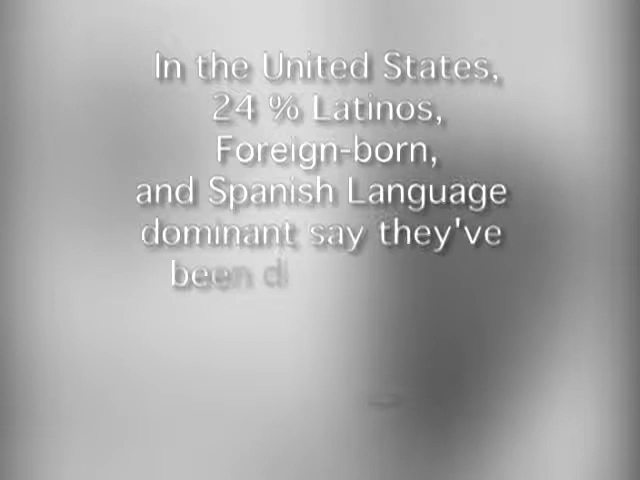 In the United States,
24 % Latinos,
Foreign-born,
and Spanish Language
dominant say they've
been